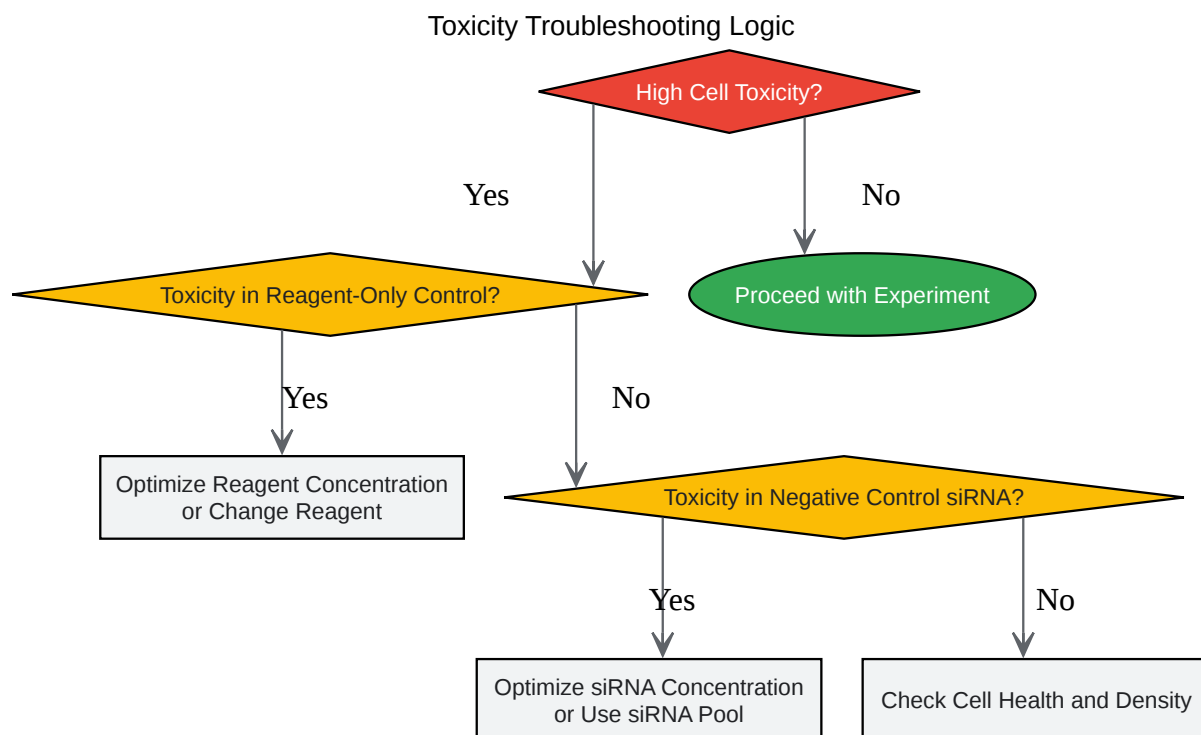 Toxicity Troubleshooting Logic
High Cell Toxicity?
Yes
No
Toxicity in Reagent-Only Control?
Proceed with Experiment
Yes
No
Optimize Reagent Concentration
or Change Reagent
Toxicity in Negative Control siRNA?
Yes
No
Optimize siRNA Concentration
or Use siRNA Pool
Check Cell Health and Density